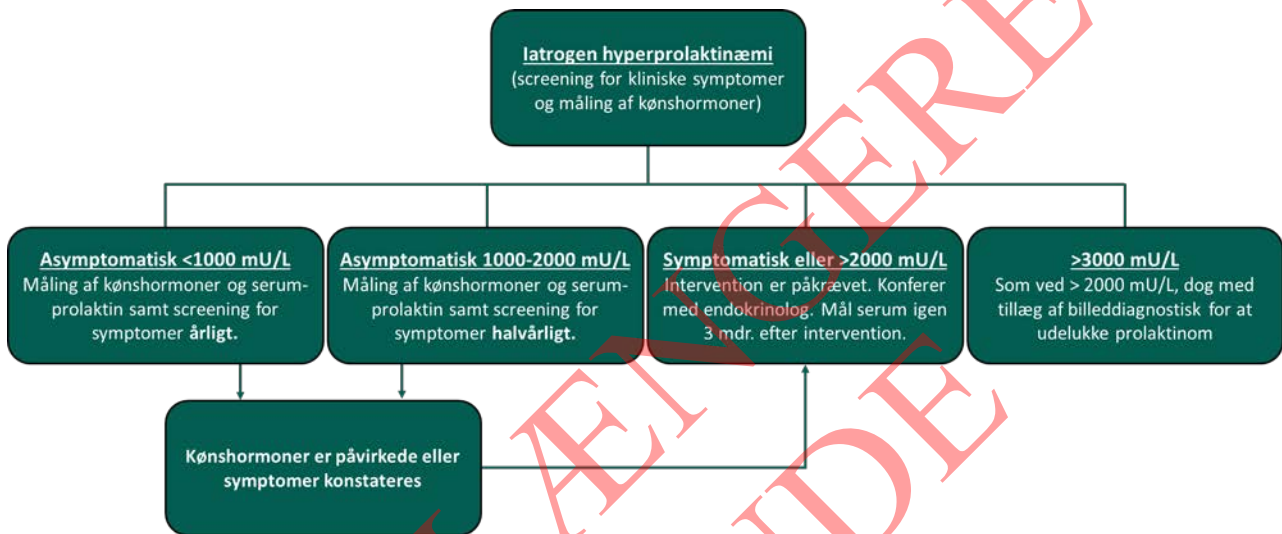 Iatrogen hyperprolaktinæmi
(screening for kliniske symptomer
og måling af kønshormoner)
Asymptomatisk <1000 mU/L
Måling af kønshormoner og serum-
prolaktin samt screening for
symptomer årligt.
Asymptomatisk 1000-2000 mU/L
Måling af kønshormoner og serum-
prolaktin samt screening for
symptomer halvårligt.
Symptomatisk eller >2000 mU/L
Intervention er påkrævet. Konferer
med endokrinolog. Mål serum igen
3 mdr. efter intervention.
>3000 mU/L
Som ved > 2000 mU/L, dog med
tillæg af billeddiagnostisk for at
udelukke prolaktinom
Kønshormoner er påvirkede eller
symptomer konstateres
ÆNGERE
NDE